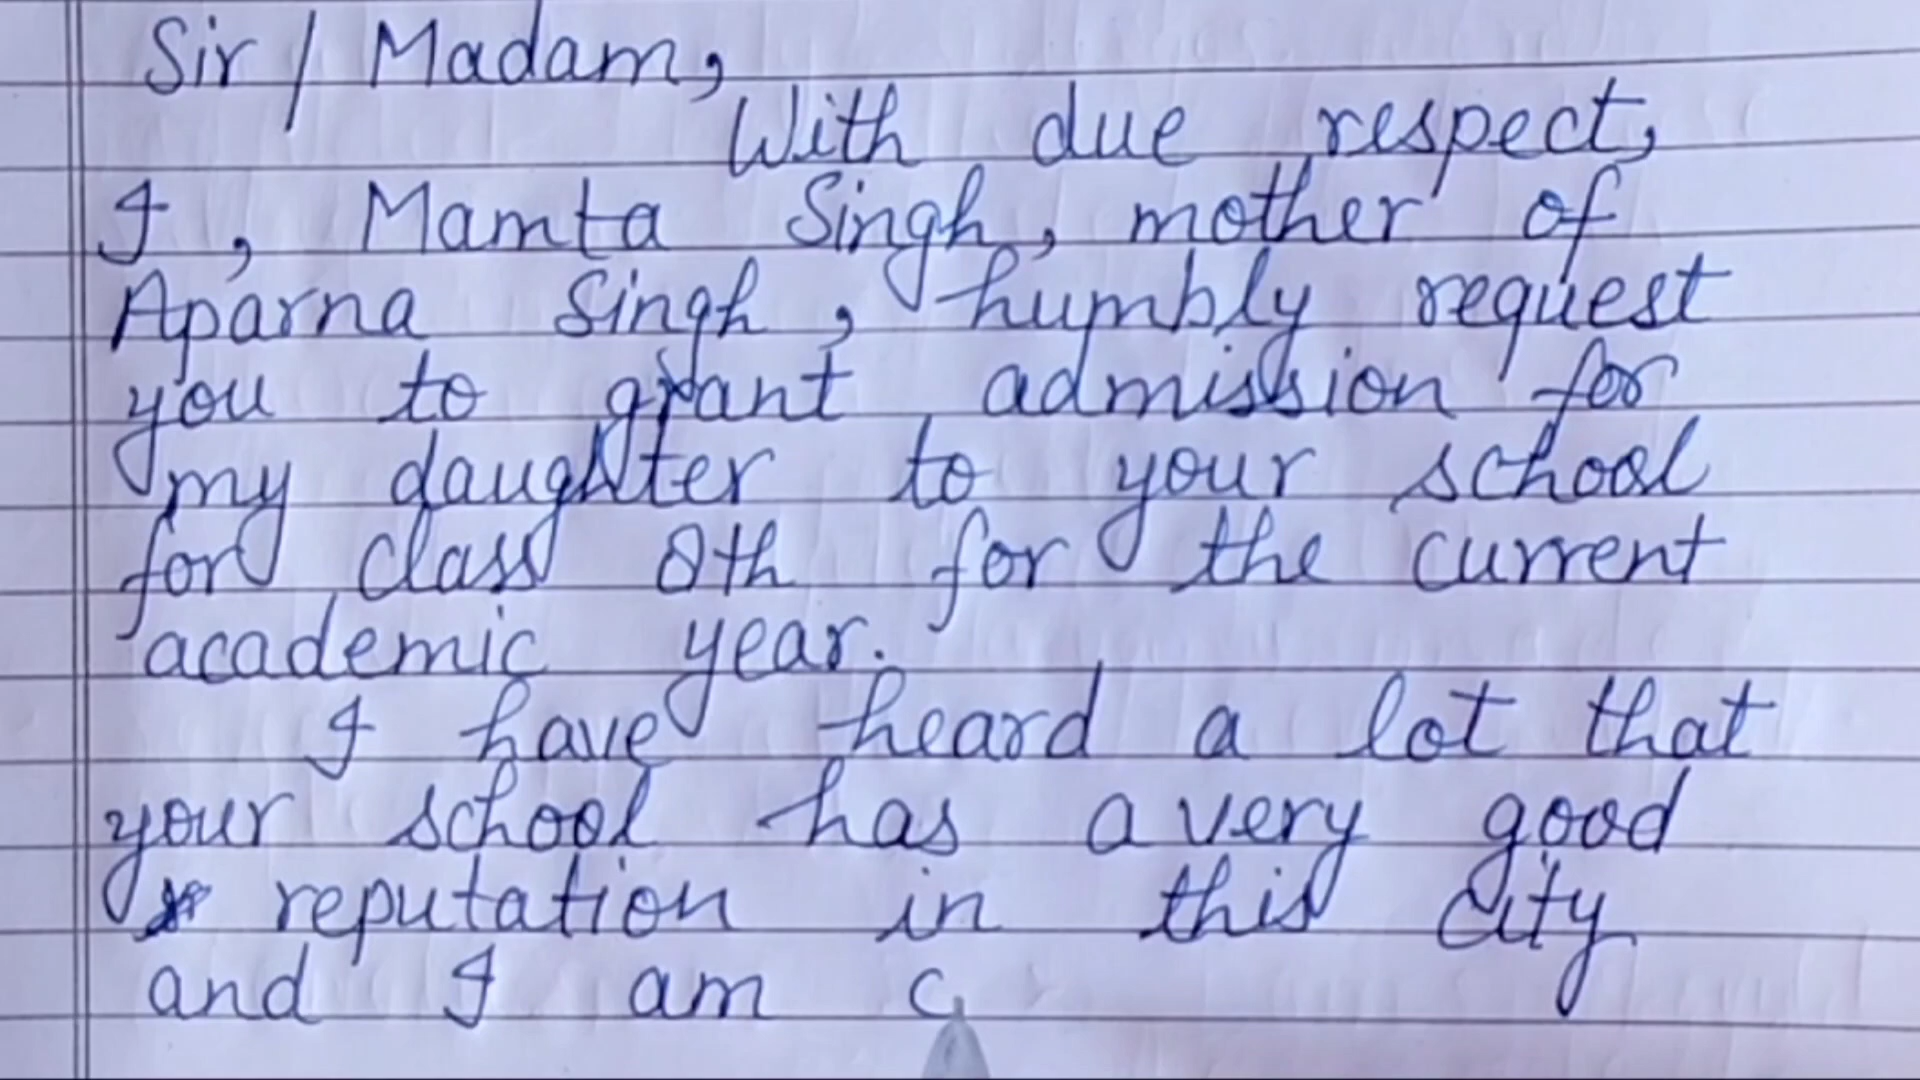 Sir / Madam,
With due respect,
I, Mamta Singh, mother of
Aparna Singh, humbly request
you to grant admission for
my daughter to your school
for class 8th for the current
academic year.
I have heard a lot that
your school has a very good
reputation in this city
and I am c